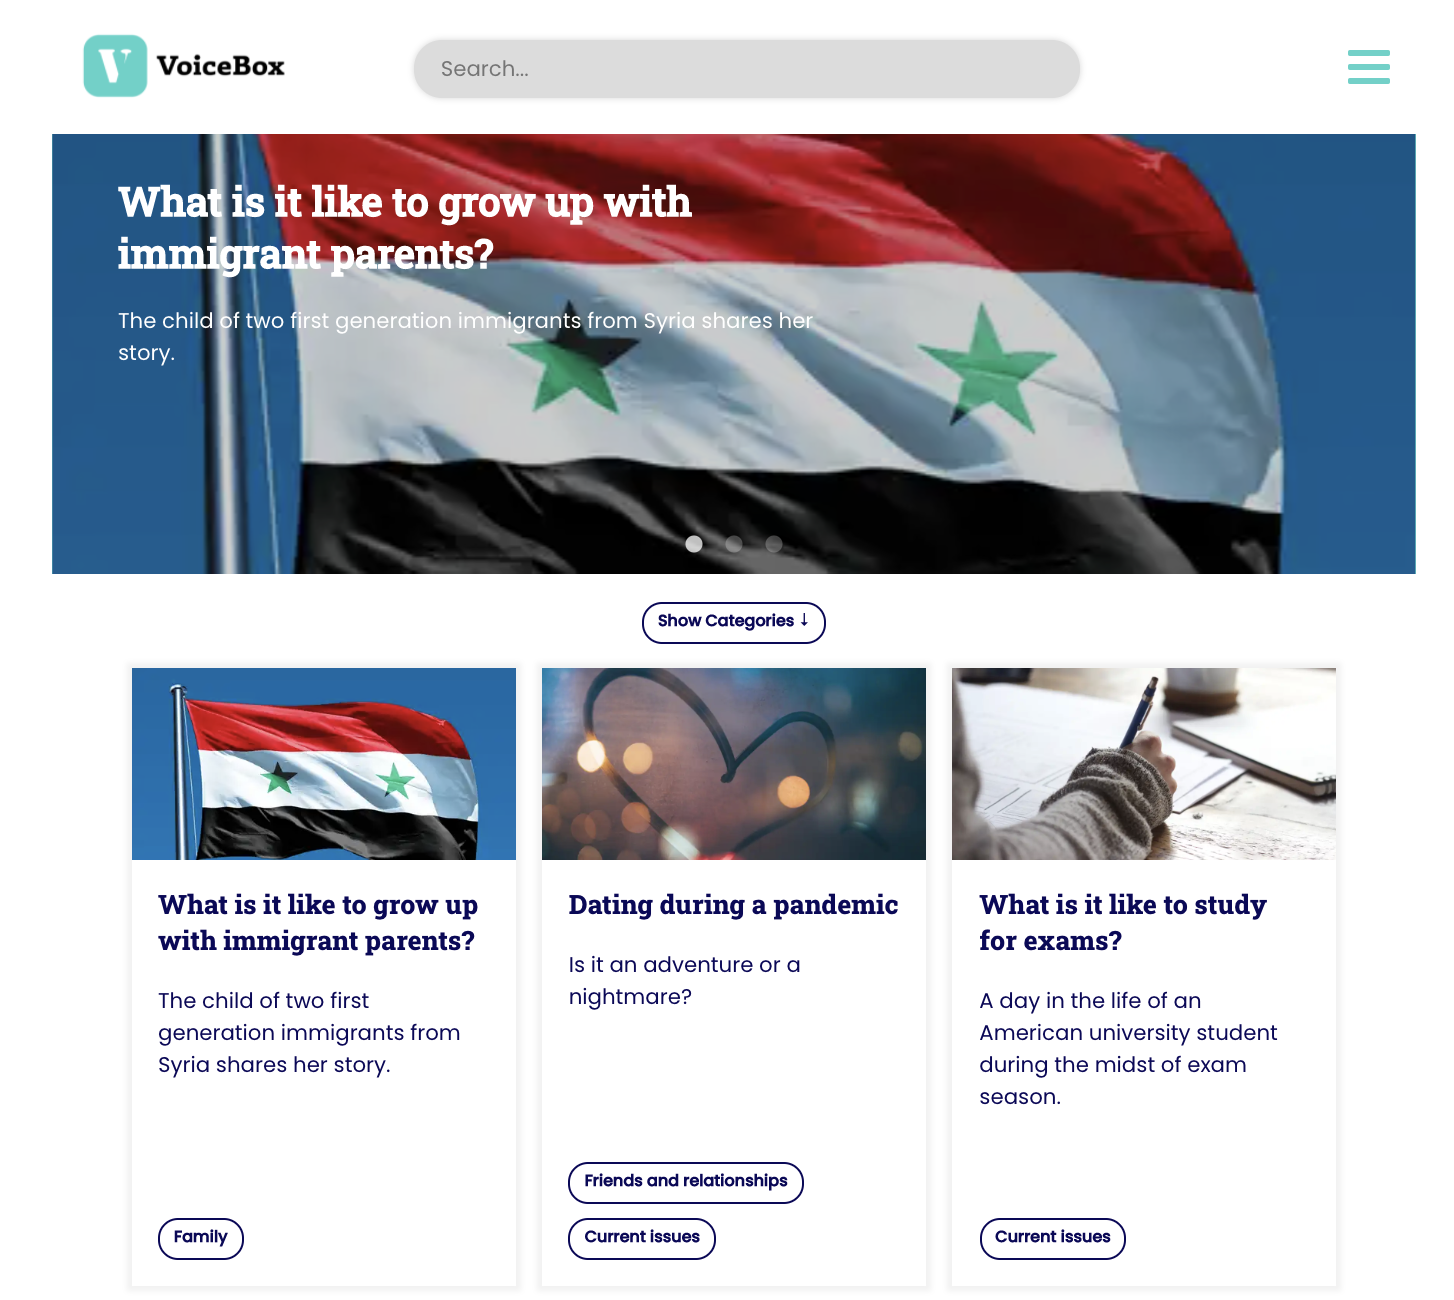 VoiceBox
Search...
What is it like to grow up with
immigrant parents?
The child of two first generation immigrants from Syria shares her
story.
Show Categories ↓
What is it like to grow up
with immigrant parents?
The child of two first
generation immigrants from
Syria shares her story.
Family
Dating during a pandemic
Is it an adventure or a
nightmare?
Friends and relationships
Current issues
What is it like to study
for exams?
A day in the life of an
American university student
during the midst of exam
season.
Current issues